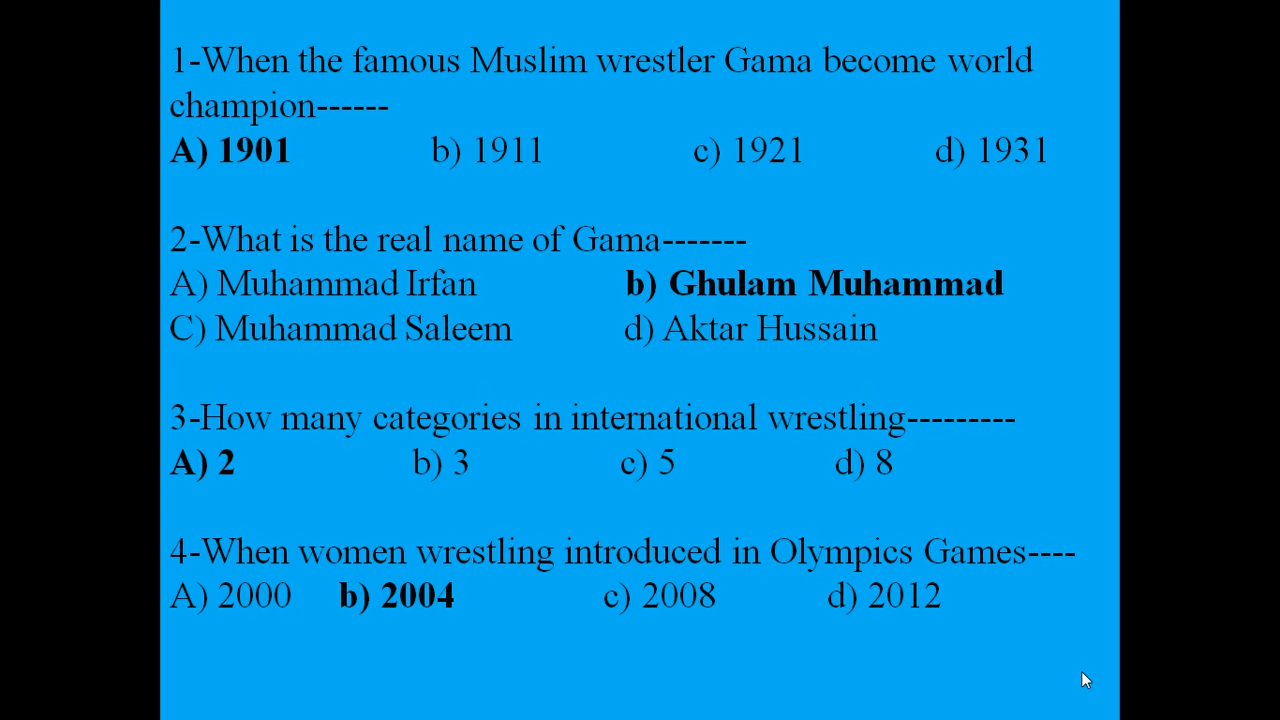 1-When the famous Muslim wrestler Gama become world
champion------
A) 1901 b) 1911 c) 1921 d) 1931
2-What is the real name of Gama-------
A) Muhammad Irfan b) Ghulam Muhammad
C) Muhammad Saleem d) Aktar Hussain
3-How many categories in international wrestling---------
A) 2 b) 3 c) 5 d) 8
4-When women wrestling introduced in Olympics Games----
A) 2000 b) 2004 c) 2008 d) 2012